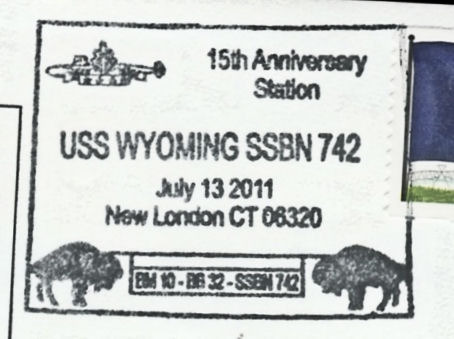 15th Anniversary
Station
USS WYOMING SSBN 742
July 13 2011
New London CT 06320
BM 10 - BB 32 - SSBN 742